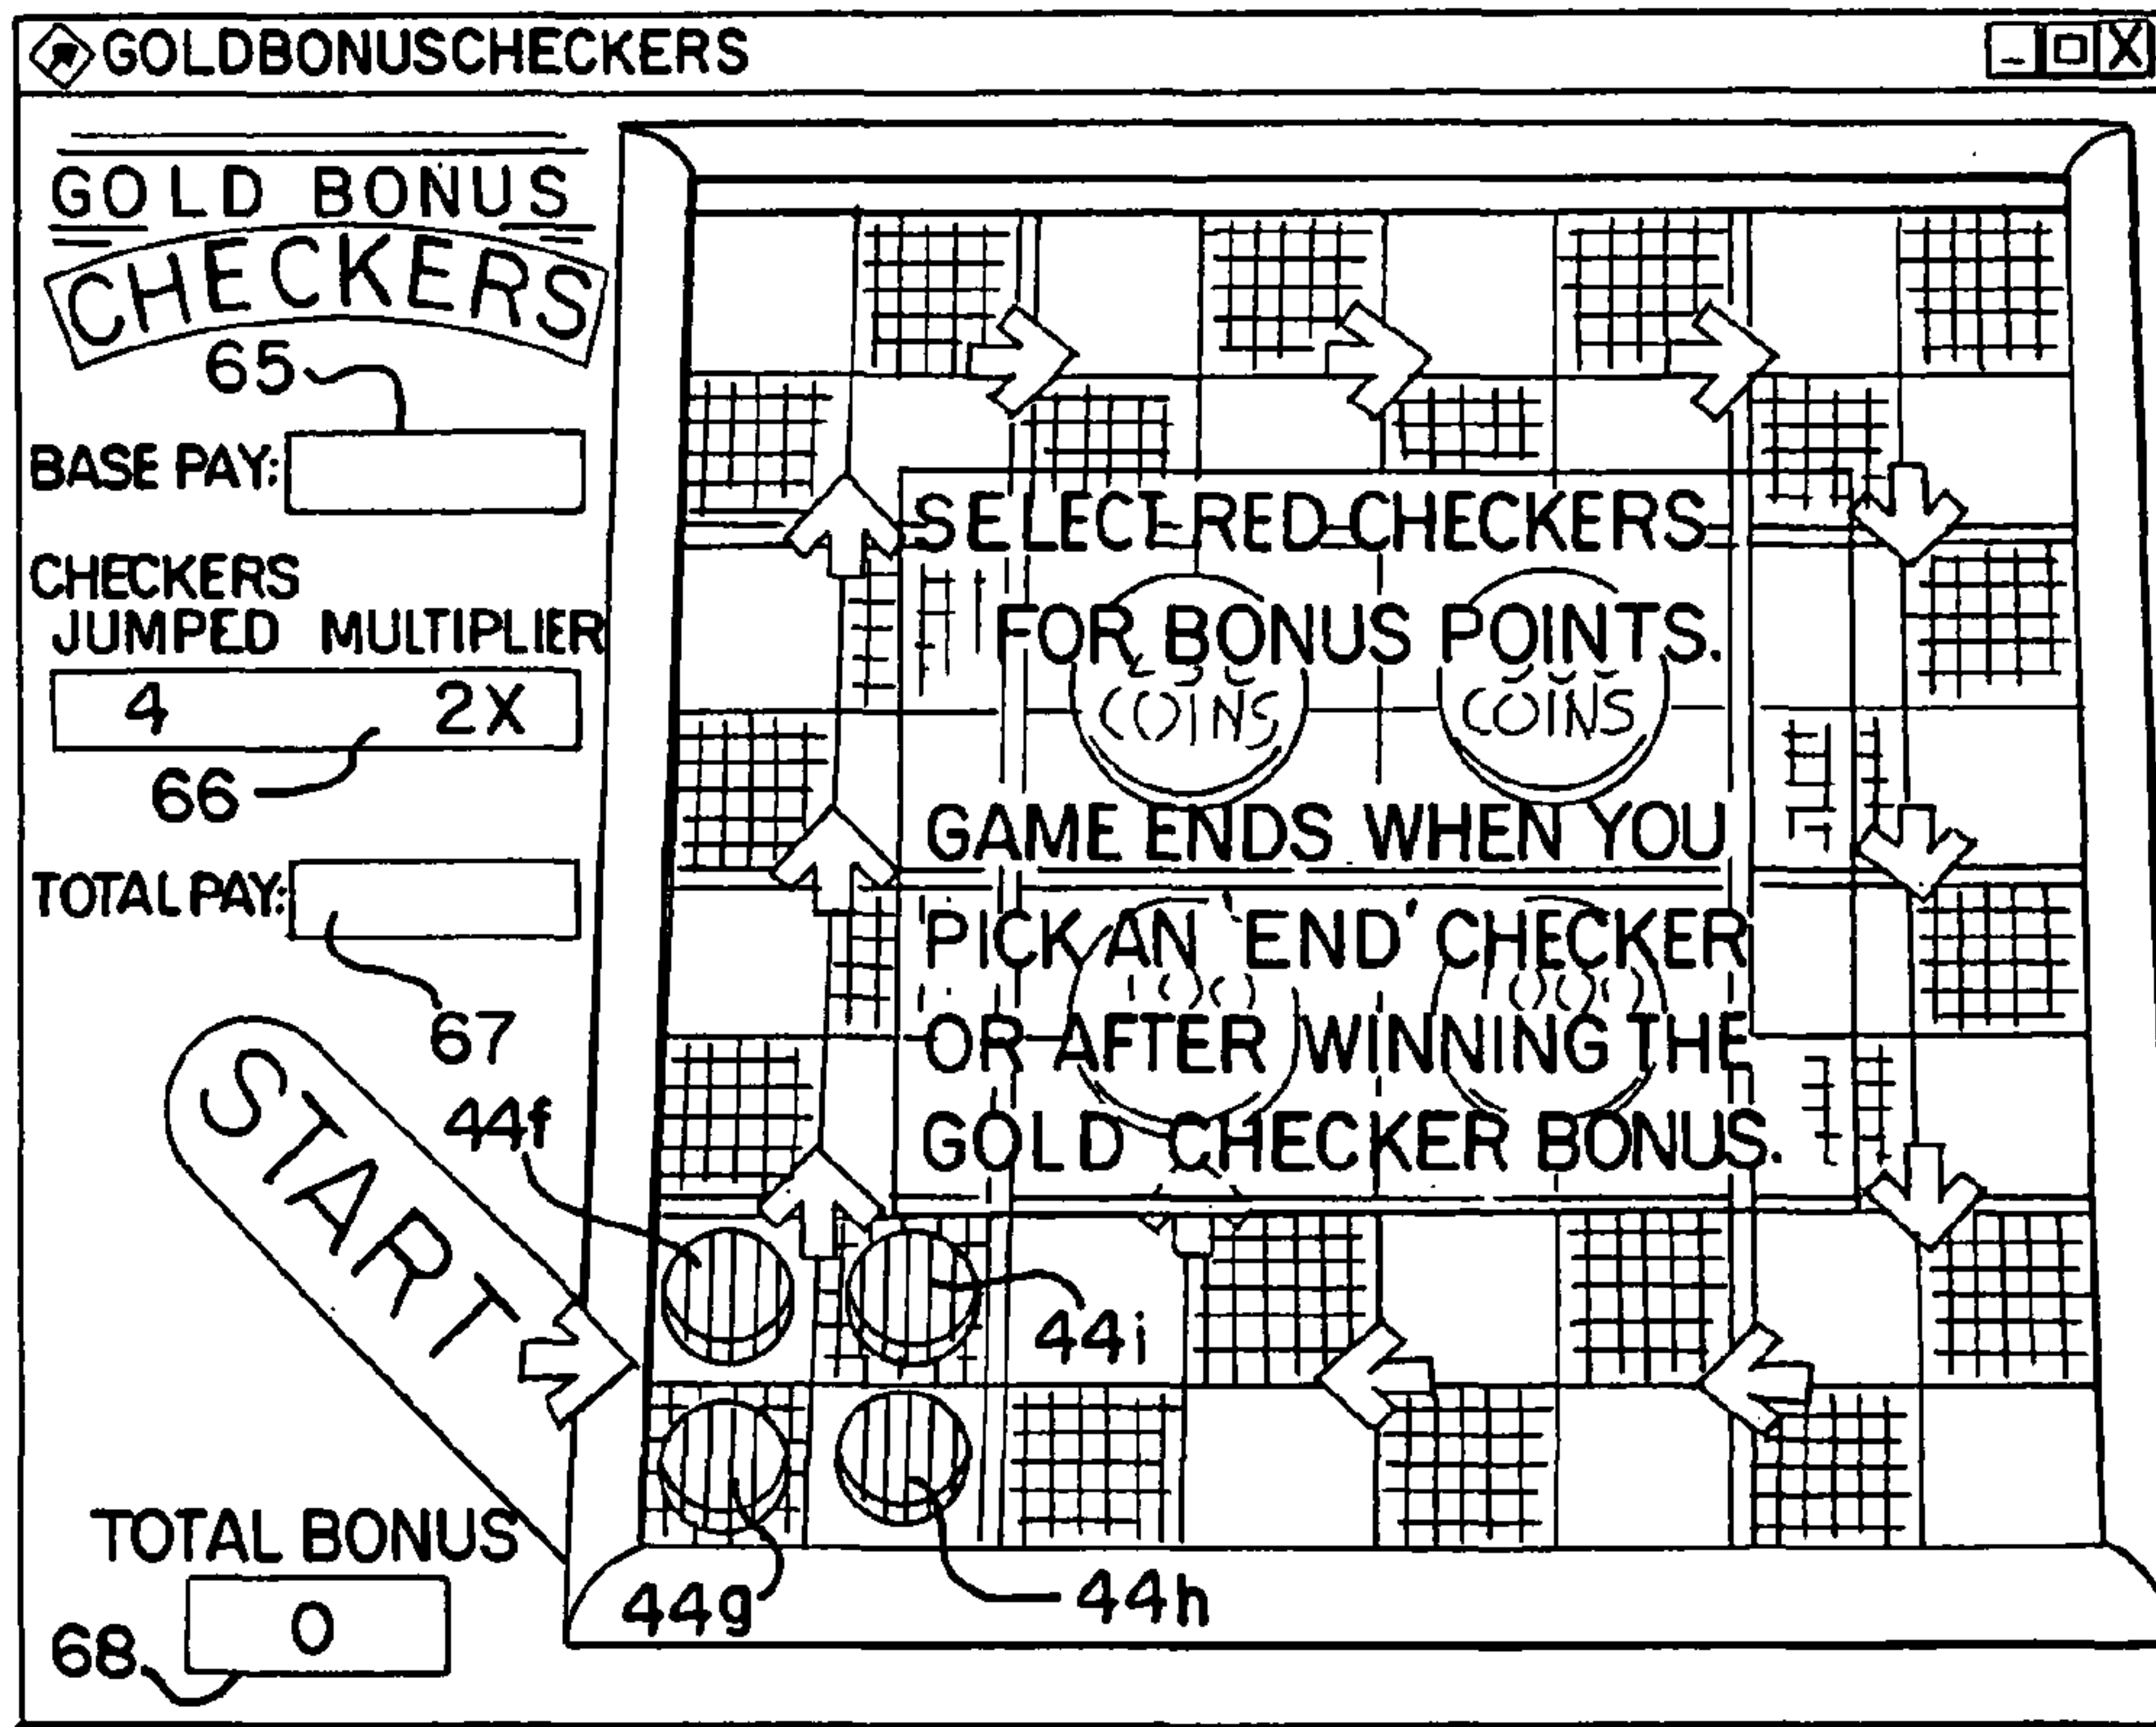 GOLDBONUSCHECKERS
GOLD BONUS
CHECKERS
65
BASE PAY:
CHECKERS
JUMPED MULTIPLIER
4 2X
66
TOTAL PAY:
67
START
44f
SELECT RED CHECKERS
FOR BONUS POINTS.
COINS COINS
GAME ENDS WHEN YOU
PICK AN 'END' CHECKER
OR AFTER WINNING THE
GOLD CHECKER BONUS.
44i
44g
44h
TOTAL BONUS
0
68